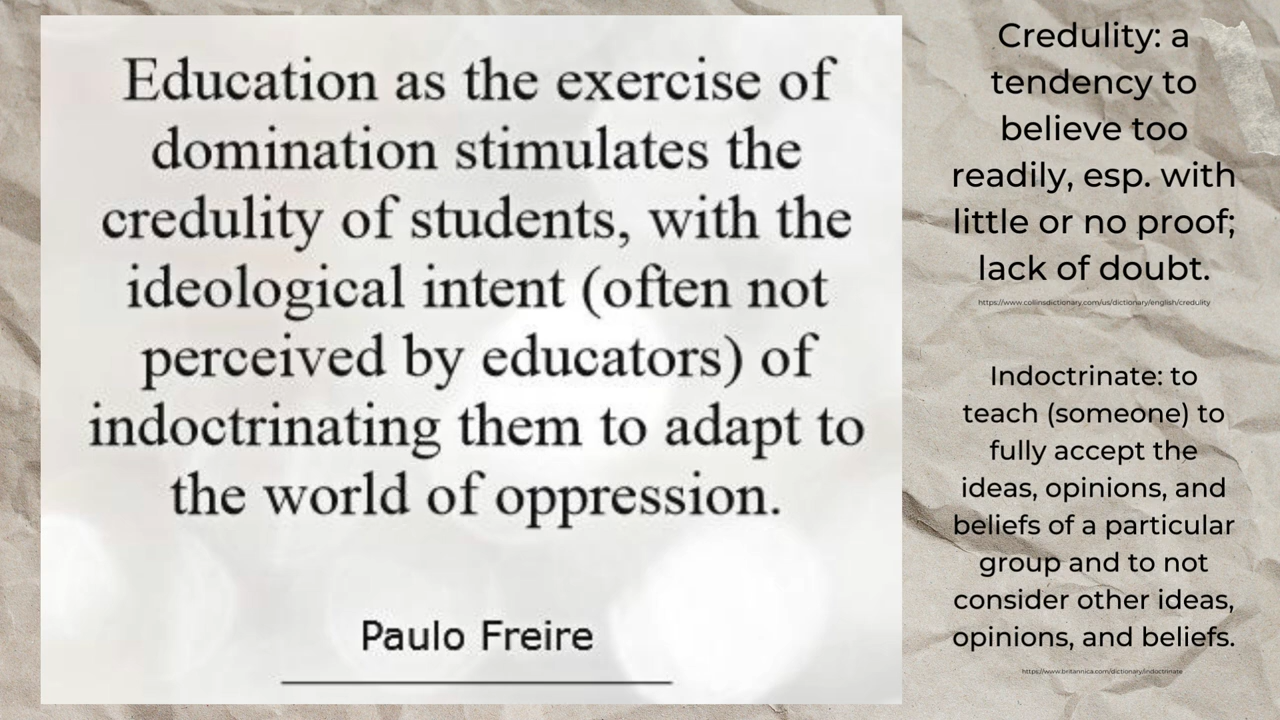 Education as the exercise of
domination stimulates the
credulity of students, with the
ideological intent (often not
perceived by educators) of
indoctrinating them to adapt to
the world of oppression.
Paulo Freire
Credulity: a
tendency to
believe too
readily, esp. with
little or no proof;
lack of doubt.
https://www.collinsdictionary.com/us/dictionary/english/credulity
Indoctrinate: to
teach (someone) to
fully accept the
ideas, opinions, and
beliefs of a particular
group and to not
consider other ideas,
opinions, and beliefs.
https://www.britannica.com/dictionary/indoctrinate